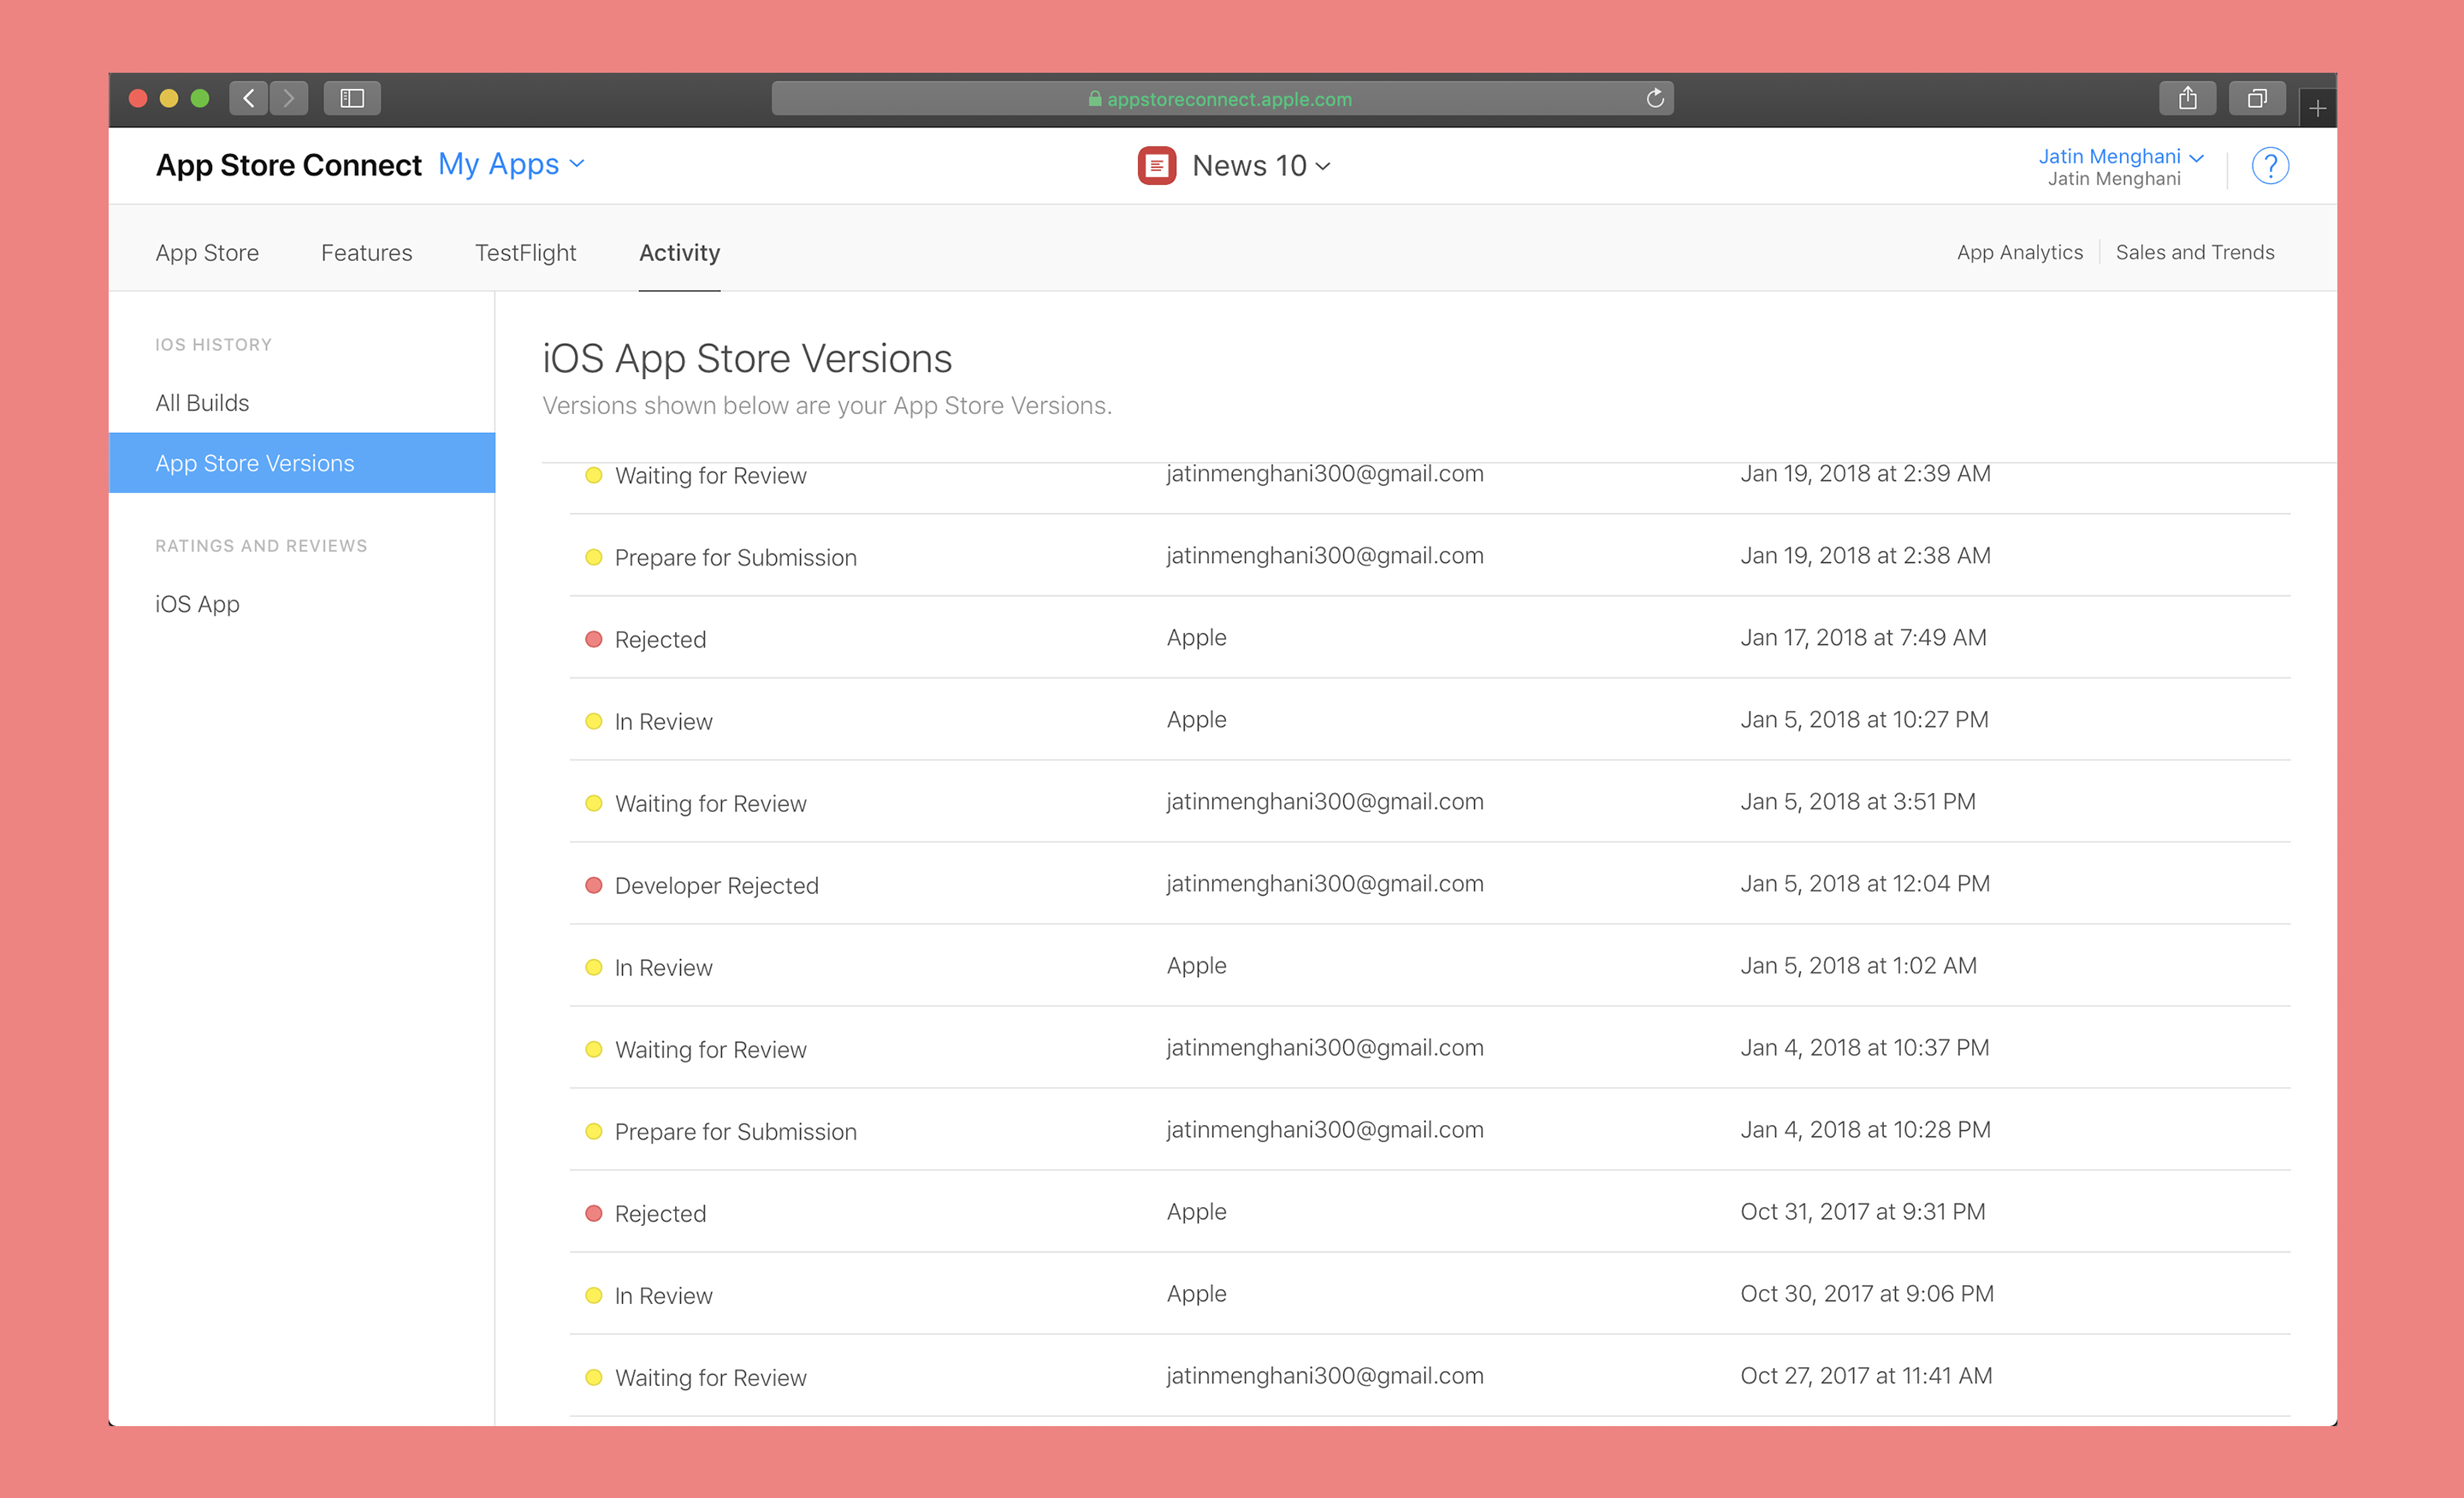 appstoreconnect.apple.com
App Store Connect My Apps
News 10
Jatin Menghani
Jatin Menghani
?
App Store Features TestFlight Activity
App Analytics Sales and Trends
IOS HISTORY
All Builds
App Store Versions
RATINGS AND REVIEWS
iOS App
iOS App Store Versions
Versions shown below are your App Store Versions.
Waiting for Review jatinmenghani300@gmail.com Jan 19, 2018 at 2:39 AM
Prepare for Submission jatinmenghani300@gmail.com Jan 19, 2018 at 2:38 AM
Rejected Apple Jan 17, 2018 at 7:49 AM
In Review Apple Jan 5, 2018 at 10:27 PM
Waiting for Review jatinmenghani300@gmail.com Jan 5, 2018 at 3:51 PM
Developer Rejected jatinmenghani300@gmail.com Jan 5, 2018 at 12:04 PM
In Review Apple Jan 5, 2018 at 1:02 AM
Waiting for Review jatinmenghani300@gmail.com Jan 4, 2018 at 10:37 PM
Prepare for Submission jatinmenghani300@gmail.com Jan 4, 2018 at 10:28 PM
Rejected Apple Oct 31, 2017 at 9:31 PM
In Review Apple Oct 30, 2017 at 9:06 PM
Waiting for Review jatinmenghani300@gmail.com Oct 27, 2017 at 11:41 AM